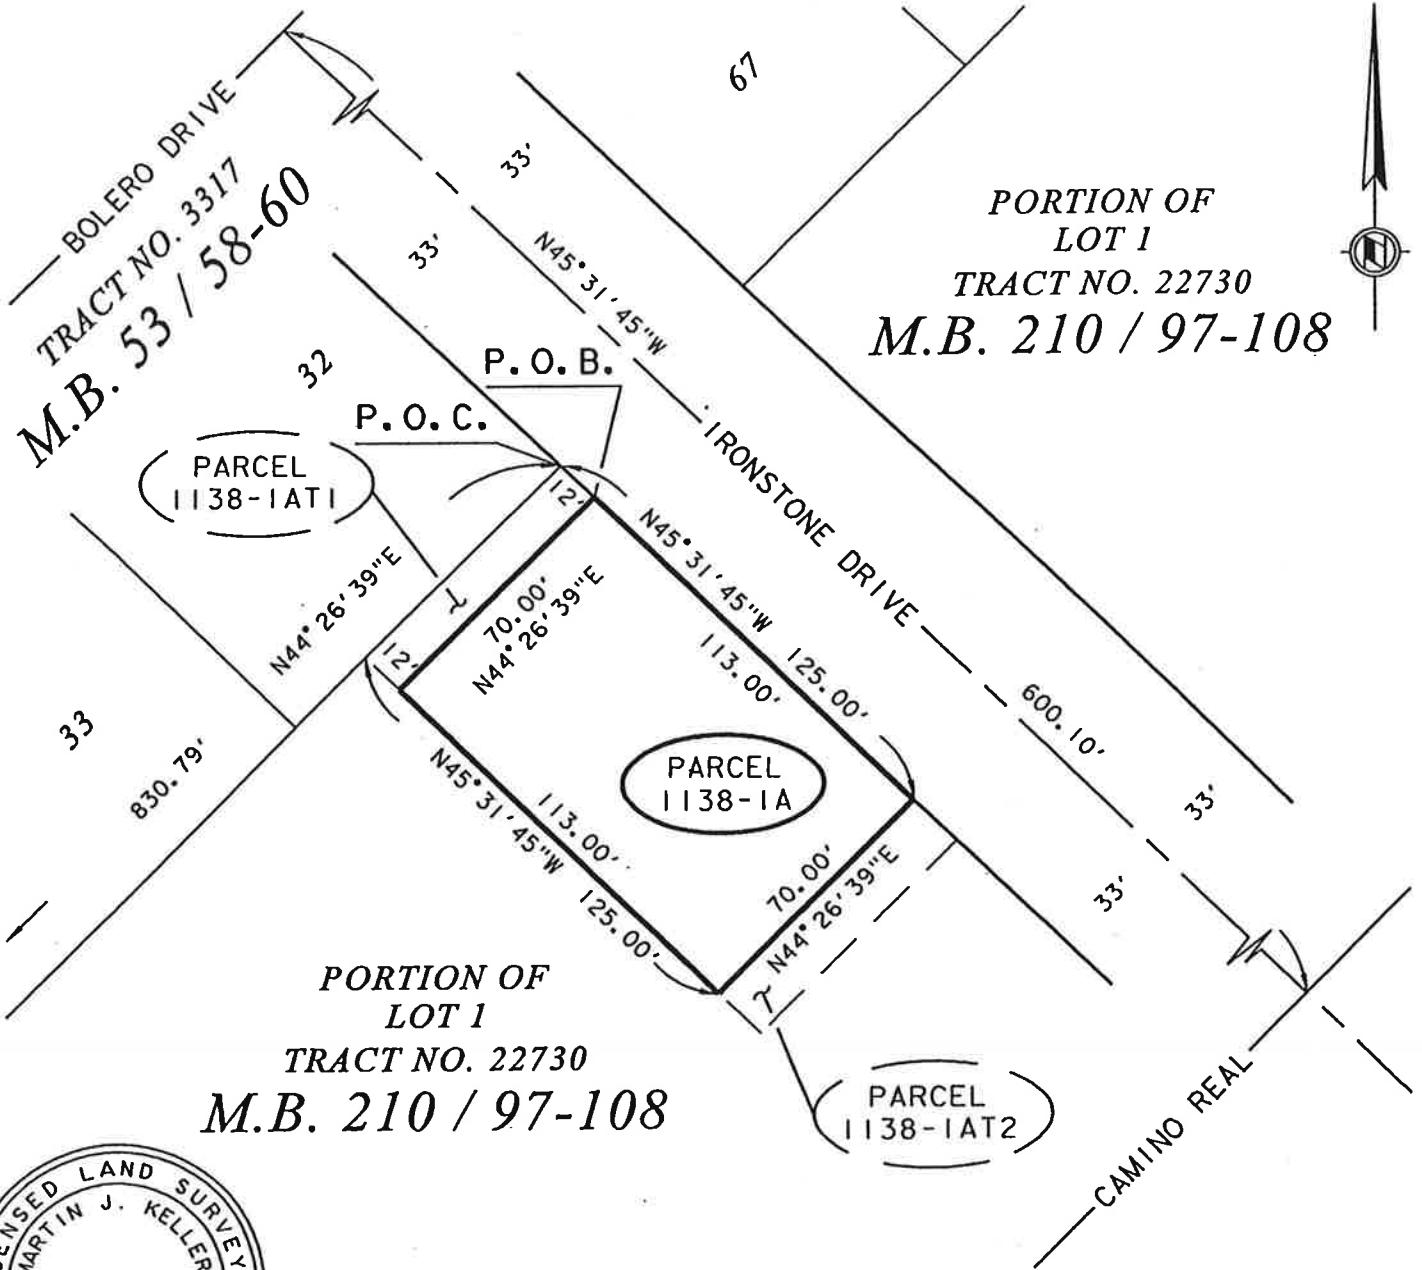 67
BOLERO DRIVE
TRACT NO. 3317
M.B. 53 / 58-60
33'
33'
N45°31'45"W
PORTION OF
LOT 1
TRACT NO. 22730
M.B. 210 / 97-108
32
P.O.B.
P.O.C.
PARCEL
1138-1AT1
12'
IRONSTONE DRIVE
N44°26'39"E
70.00'
N44°26'39"E
N45°31'45"W
113.00'
125.00'
12'
33
830.79'
600.10'
PARCEL
1138-1A
N45°31'45"W
113.00'
125.00'
70.00'
N44°26'39"E
33'
33'
PORTION OF
LOT 1
TRACT NO. 22730
M.B. 210 / 97-108
PARCEL
1138-1AT2
CAMINO REAL
LAND SURVEY
MARTIN J. KELLER